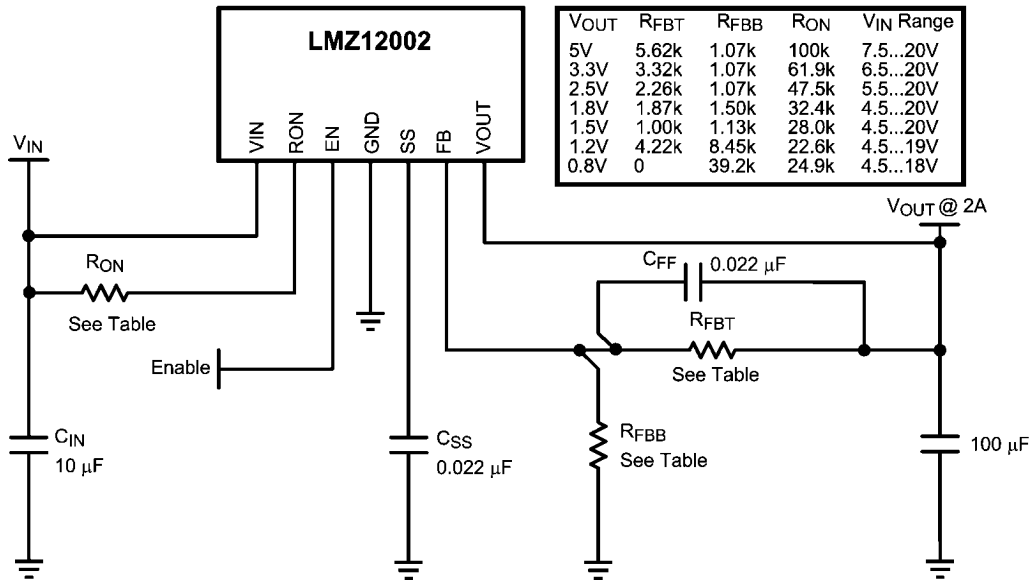 LMZ12002
VIN
RON
EN
GND
SS
FB
VOUT
VOUT RFBT RFBB RON VIN Range
5V 5.62k 1.07k 100k 7.5...20V
3.3V 3.32k 1.07k 61.9k 6.5...20V
2.5V 2.26k 1.07k 47.5k 5.5...20V
1.8V 1.87k 1.50k 32.4k 4.5...20V
1.5V 1.00k 1.13k 28.0k 4.5...20V
1.2V 4.22k 8.45k 22.6k 4.5...19V
0.8V 0 39.2k 24.9k 4.5...18V
VIN
VOUT @ 2A
RON
See Table
CFF 0.022 µF
RFBT
See Table
Enable
CIN
10 µF
CSS
0.022 µF
RFBB
See Table
100 µF